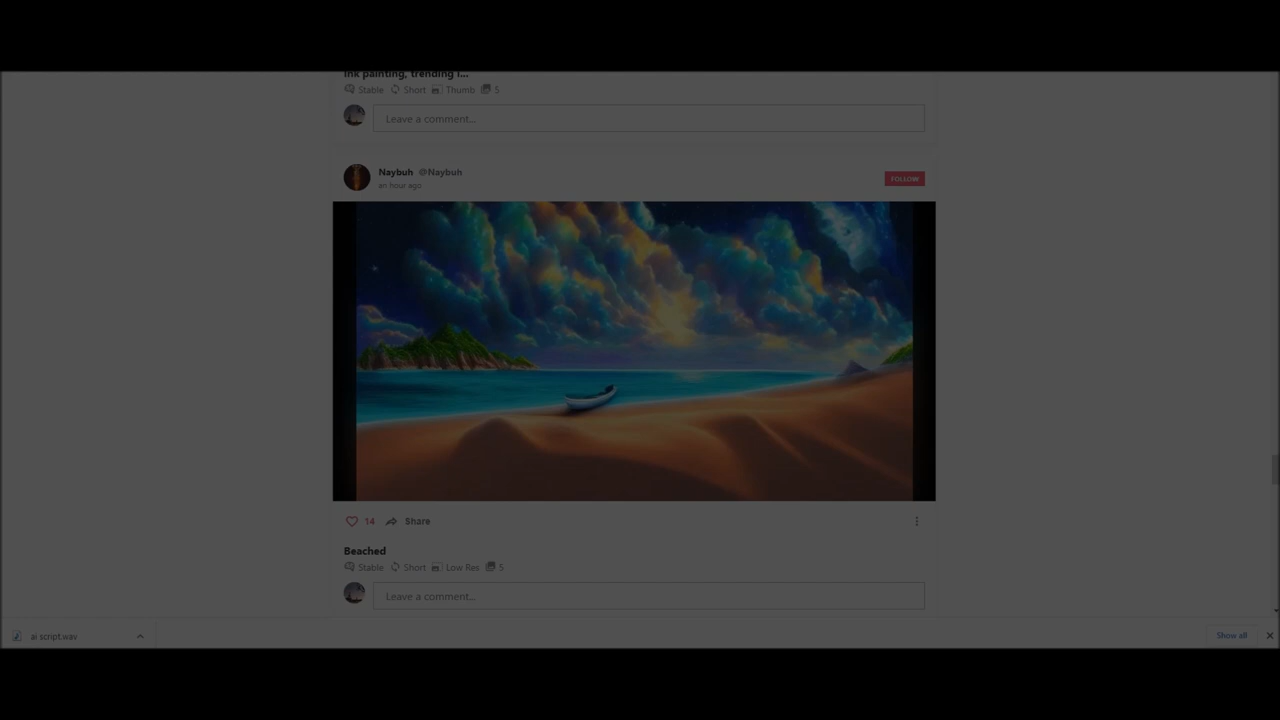 Ink painting, trending i...
Stable Short Thumb 5
Leave a comment...
Naybuh @Naybuh
an hour ago
FOLLOW
14 Share
Beached
Stable Short Low Res 5
Leave a comment...
ai script.wav
Show all